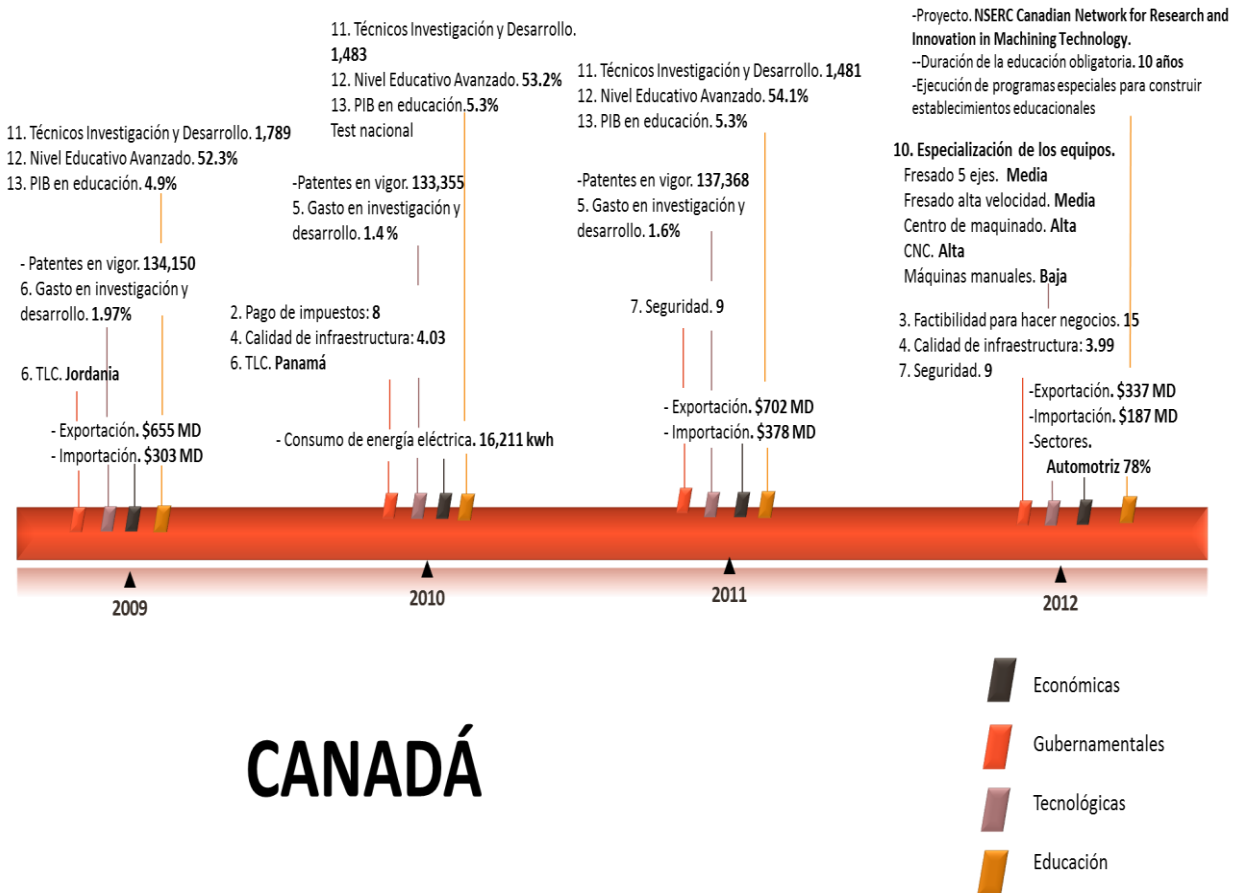 11. Técnicos Investigación y Desarrollo. 1,789
12. Nivel Educativo Avanzado. 52.3%
13. PIB en educación. 4.9%
- Patentes en vigor. 134,150
6. Gasto en investigación y
desarrollo. 1.97%
6. TLC. Jordania
- Exportación. $655 MD
- Importación. $303 MD
11. Técnicos Investigación y Desarrollo.
1,483
12. Nivel Educativo Avanzado. 53.2%
13. PIB en educación. 5.3%
Test nacional
-Patentes en vigor. 133,355
5. Gasto en investigación y
desarrollo. 1.4 %
2. Pago de impuestos: 8
4. Calidad de infraestructura: 4.03
6. TLC. Panamá
- Consumo de energía eléctrica. 16,211 kwh
11. Técnicos Investigación y Desarrollo. 1,481
12. Nivel Educativo Avanzado. 54.1%
13. PIB en educación. 5.3%
-Patentes en vigor. 137,368
5. Gasto en investigación y
desarrollo. 1.6%
7. Seguridad. 9
- Exportación. $702 MD
- Importación. $378 MD
-Proyecto. NSERC Canadian Network for Research and
Innovation in Machining Technology.
--Duración de la educación obligatoria. 10 años
-Ejecución de programas especiales para construir
establecimientos educacionales
10. Especialización de los equipos.
Fresado 5 ejes. Media
Fresado alta velocidad. Media
Centro de maquinado. Alta
CNC. Alta
Máquinas manuales. Baja
3. Factibilidad para hacer negocios. 15
4. Calidad de infraestructura: 3.99
7. Seguridad. 9
-Exportación. $337 MD
-Importación. $187 MD
-Sectores.
Automotriz 78%
2009
2010
2011
2012
CANADÁ
Económicas
Gubernamentales
Tecnológicas
Educación